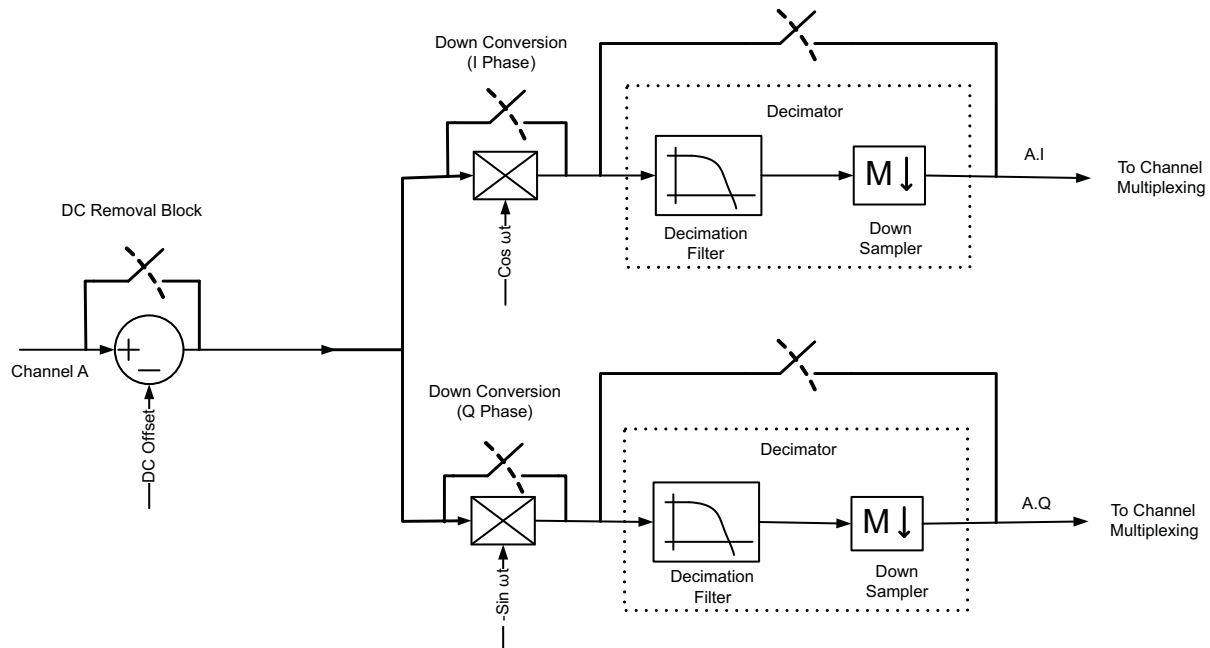 Down Conversion
(I Phase)
Decimator
M
Decimation
Filter
Down
Sampler
Cos ωt
A.I
To Channel
Multiplexing
DC Removal Block
+
−
Channel A
DC Offset
Down Conversion
(Q Phase)
Decimator
M
Decimation
Filter
Down
Sampler
-Sin ωt
A.Q
To Channel
Multiplexing